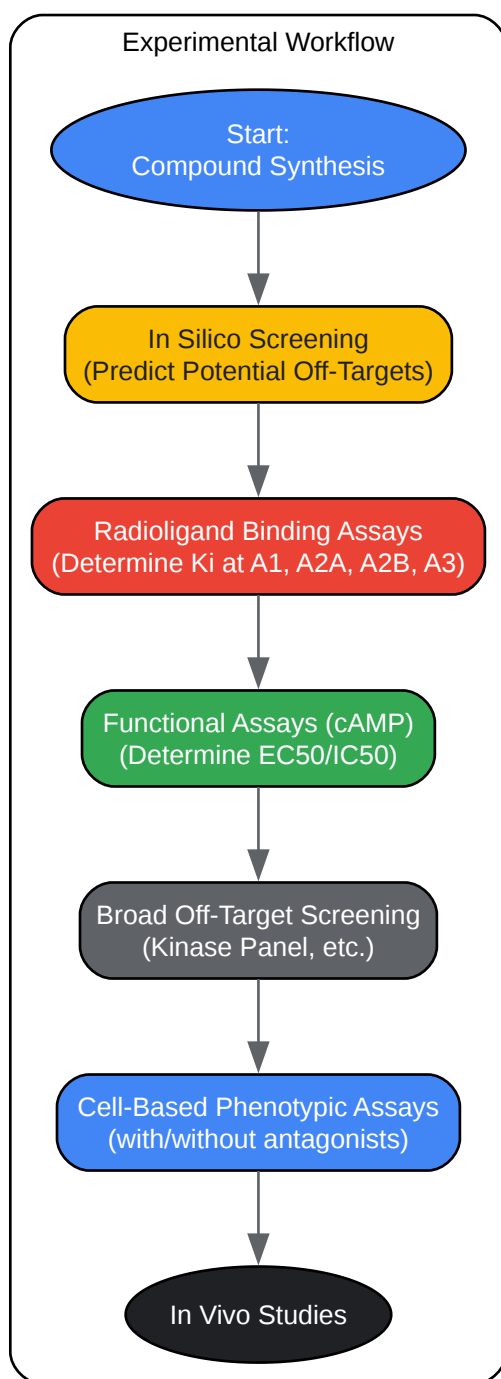 Experimental Workflow
Start:
Compound Synthesis
In Silico Screening
(Predict Potential Off-Targets)
Radioligand Binding Assays
(Determine Ki at A1, A2A, A2B, A3)
Functional Assays (cAMP)
(Determine EC50/IC50)
Broad Off-Target Screening
(Kinase Panel, etc.)
Cell-Based Phenotypic Assays
(with/without antagonists)
In Vivo Studies